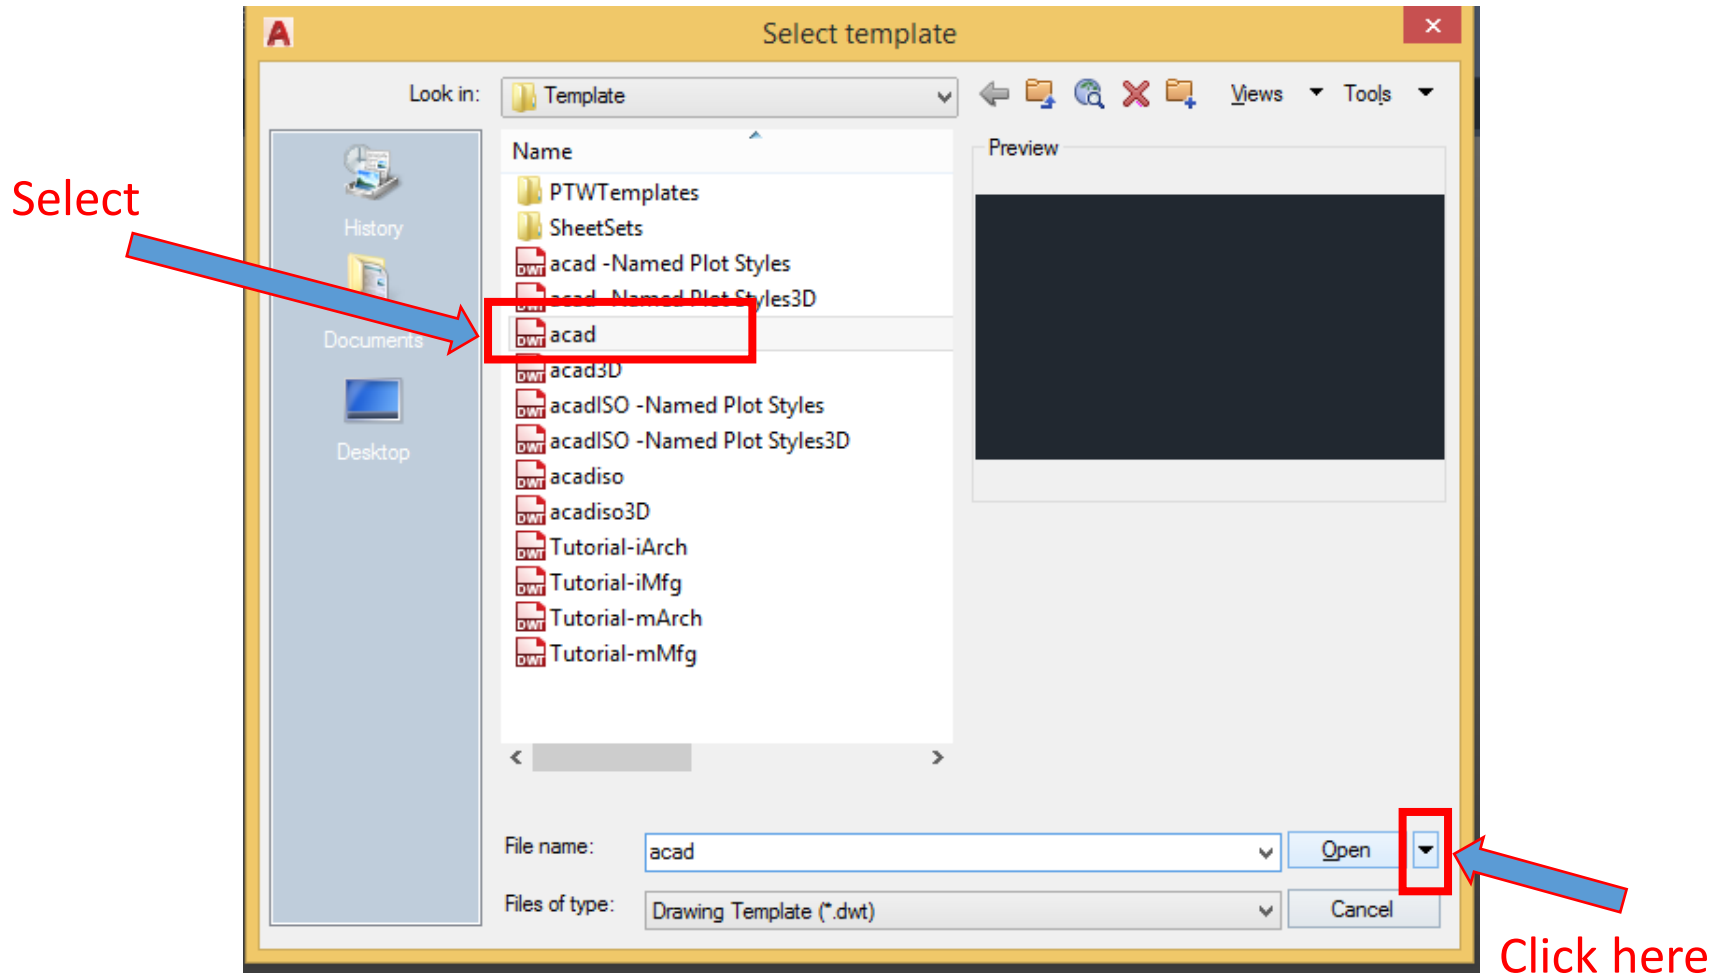 Select template
Look in:
Template
Views
Tools
Select
History
Documents
Desktop
Name
PTWTemplates
SheetSets
acad -Named Plot Styles
acad -Named Plot Styles3D
acad
acad3D
acadISO -Named Plot Styles
acadISO -Named Plot Styles3D
acadiso
acadiso3D
Tutorial-iArch
Tutorial-iMfg
Tutorial-mArch
Tutorial-mMfg
Preview
File name:
acad
Open
Files of type:
Drawing Template (*.dwt)
Cancel
Click here